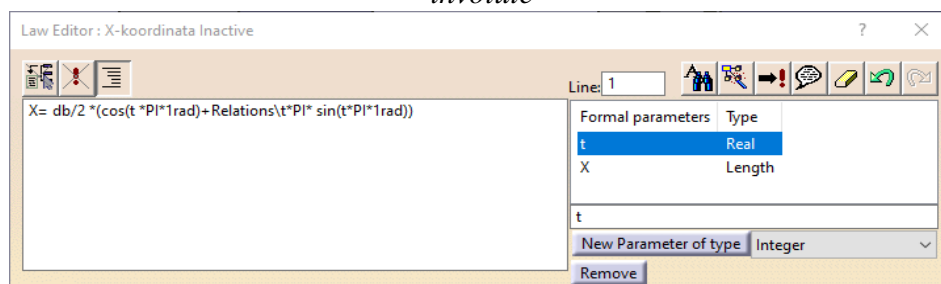 involute
Law Editor : X-koordinata Inactive
Line: 1
X= db/2 *(cos(t *PI*1rad)+Relations\t*PI* sin(t*PI*1rad))
Formal parameters Type
t Real
X Length
t
New Parameter of type Integer
Remove